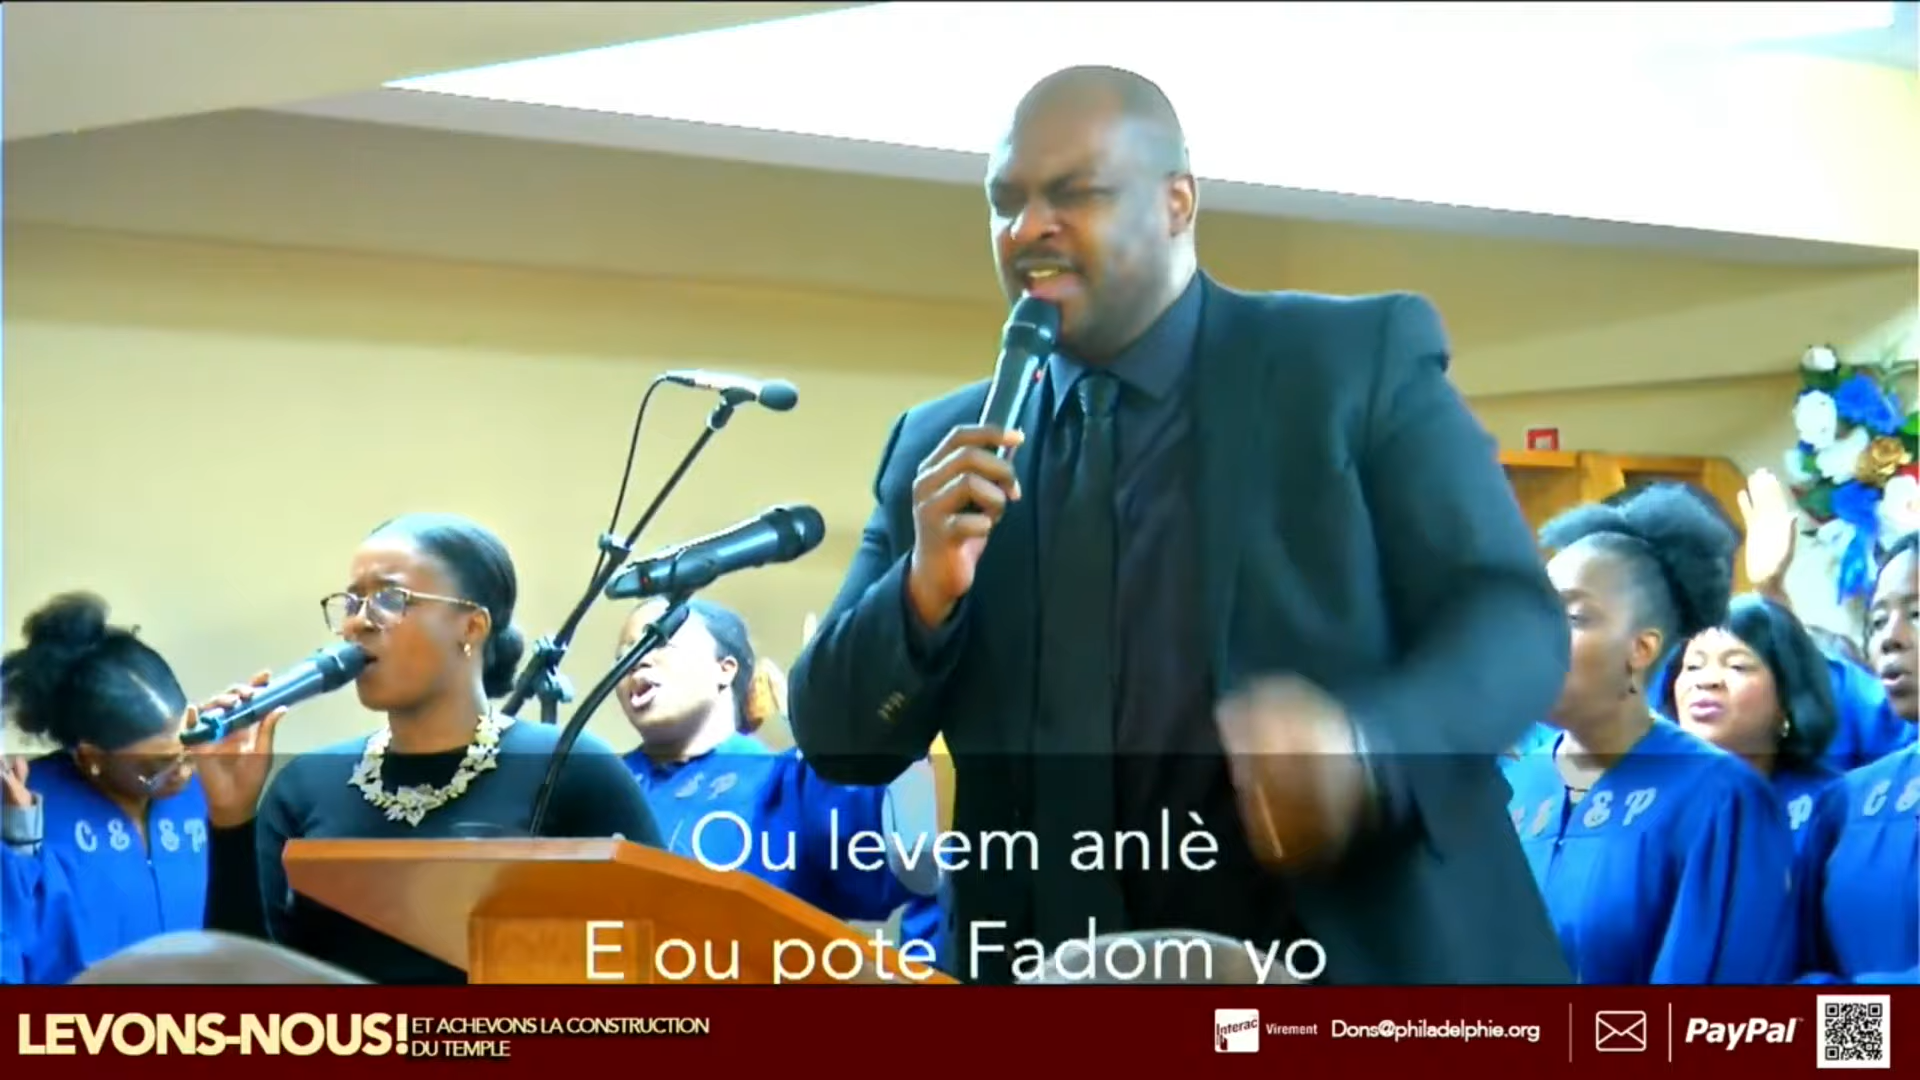 C E E P
E P
E P
P
C E
Ou levem anlè
E ou pote Fadom yo
LEVONS-NOUS!
ET ACHEVONS LA CONSTRUCTION
DU TEMPLE
Interac
Virement
Dons@philadelphie.org
PayPal